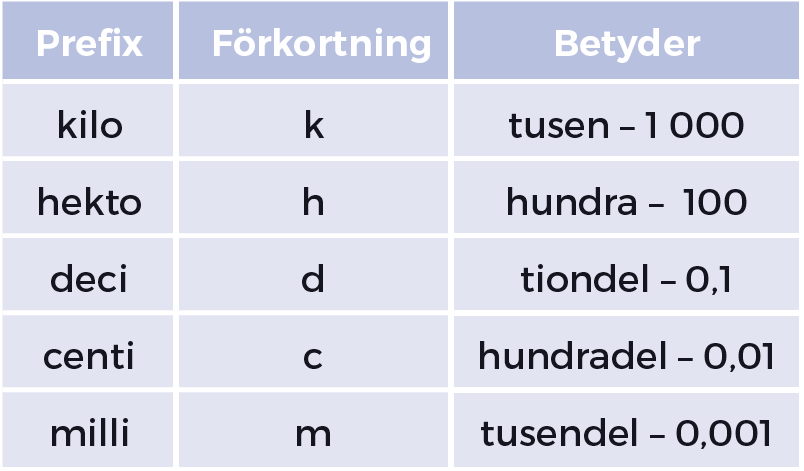 Prefix Förkortning Betyder
kilo k tusen – 1 000
hekto h hundra – 100
deci d tiondel – 0,1
centi c hundradel – 0,01
milli m tusendel – 0,001